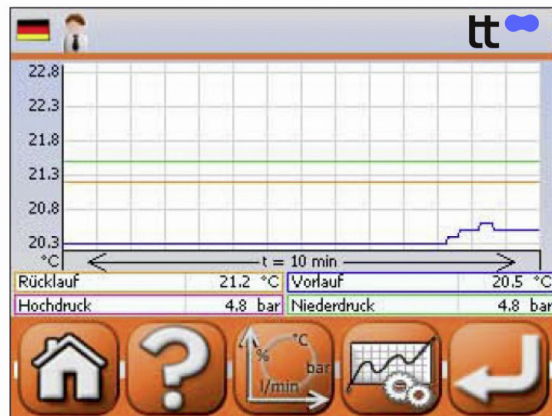 tt
22.8
22.3
21.8
21.3
20.8
20.3
°C
t = 10 min
Rücklauf 21.2 °C Vorlauf 20.5 °C
Hochdruck 4.8 bar Niederdruck 4.8 bar
?
% °C
bar
l/min